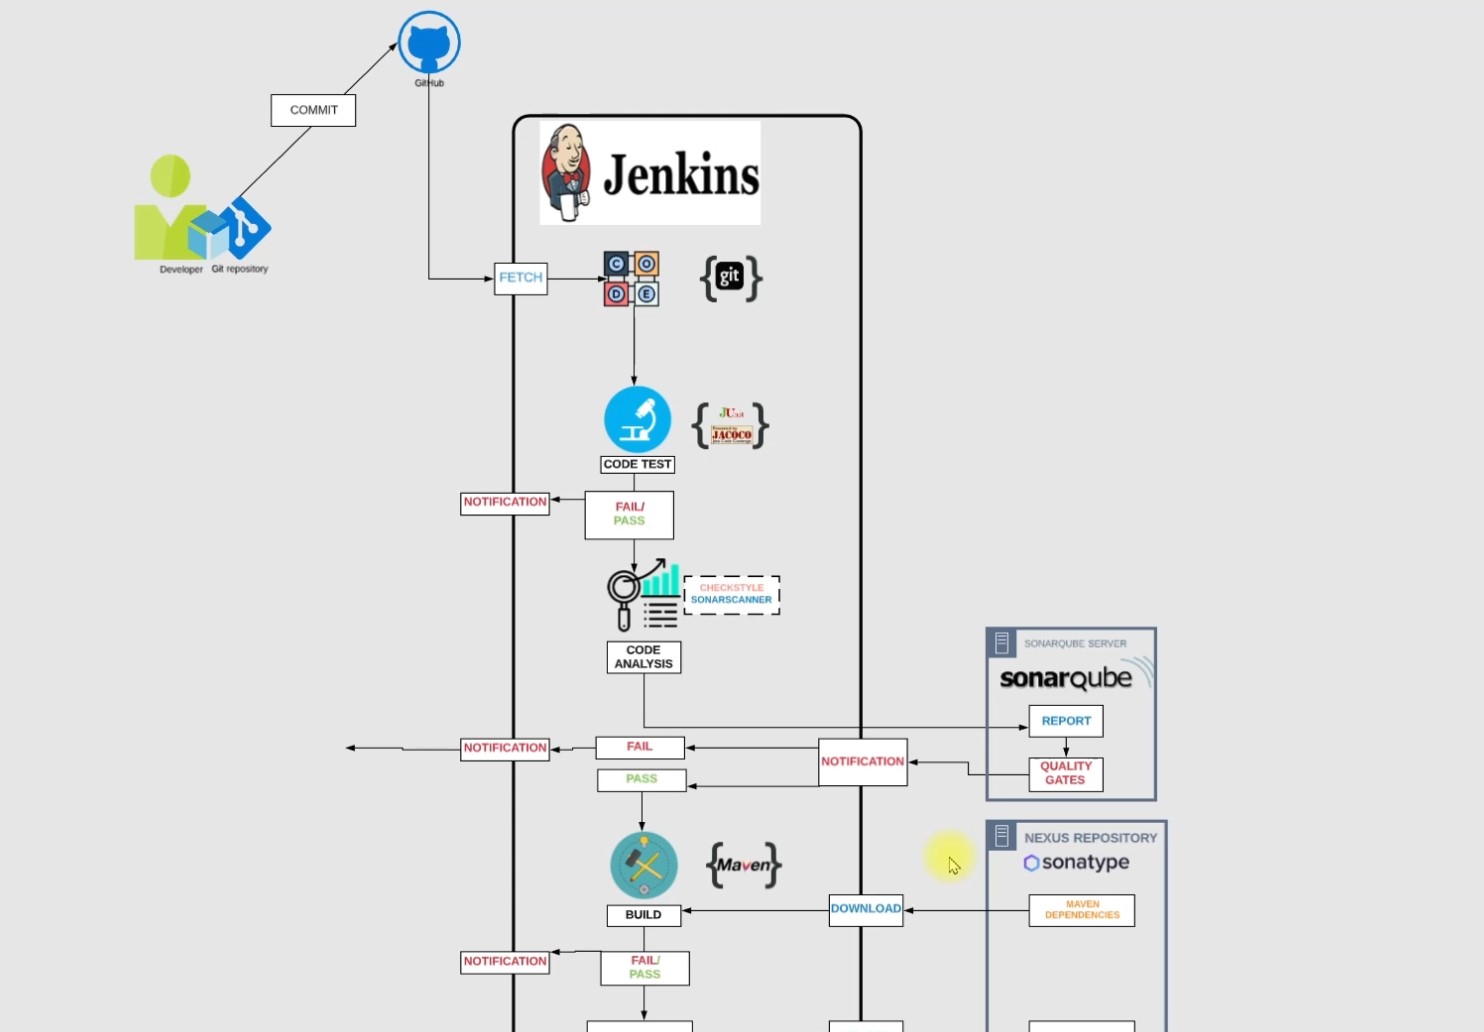 GitHub
COMMIT
Jenkins
Developer
Git repository
FETCH
C O
D E
{git}
JUnit
JACOCO
CODE TEST
NOTIFICATION
FAIL/
PASS
CHECKSTYLE
SONARSCANNER
CODE
ANALYSIS
SONARQUBE SERVER
sonarqube
REPORT
NOTIFICATION
FAIL
NOTIFICATION
QUALITY
GATES
PASS
NEXUS REPOSITORY
sonatype
{Maven}
DOWNLOAD
MAVEN
DEPENDENCIES
BUILD
NOTIFICATION
FAIL/
PASS